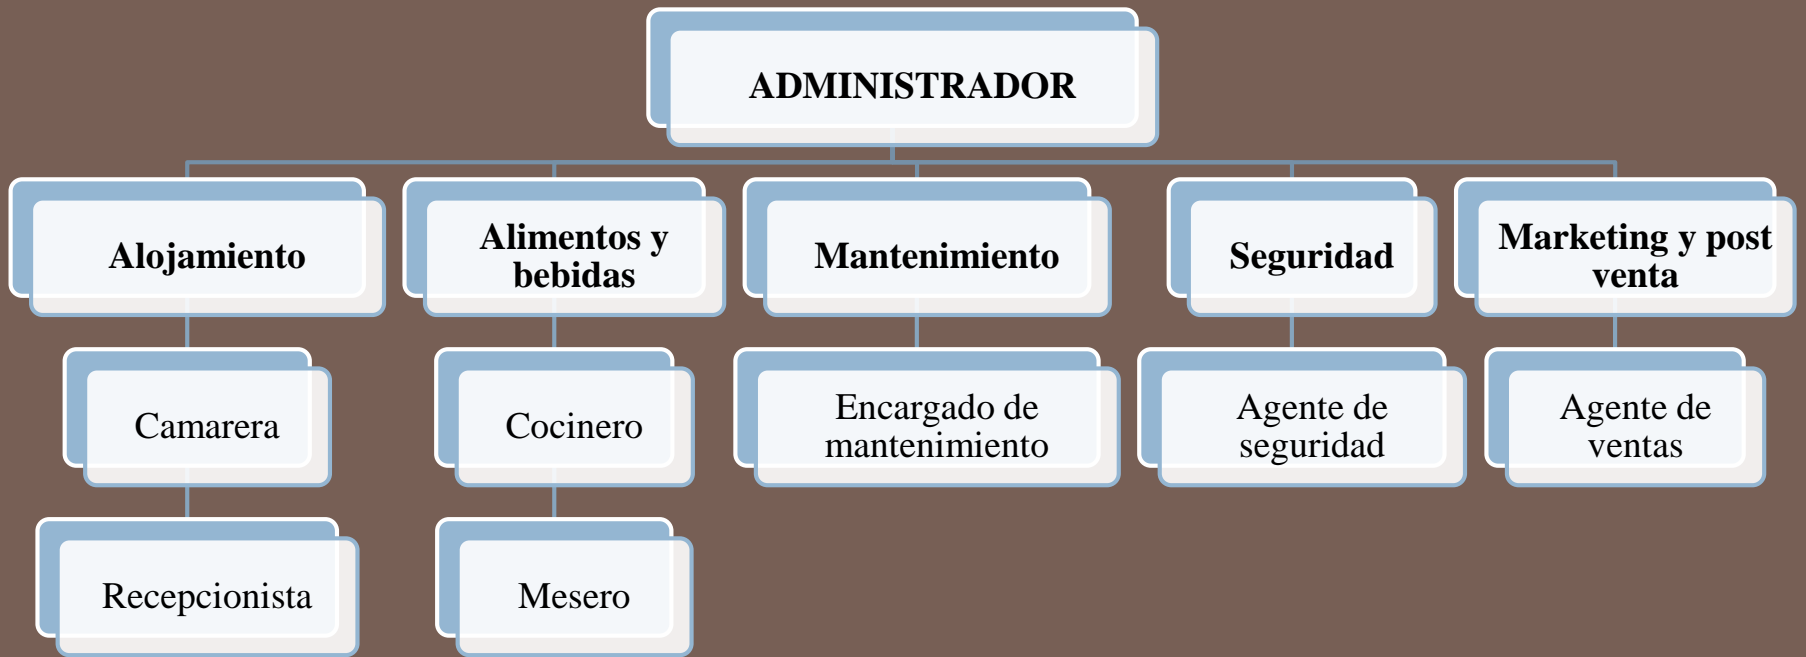 ADMINISTRADOR
Alojamiento
Alimentos y
bebidas
Mantenimiento
Seguridad
Marketing y post
venta
Camarera
Cocinero
Encargado de
mantenimiento
Agente de
seguridad
Agente de
ventas
Recepcionista
Mesero